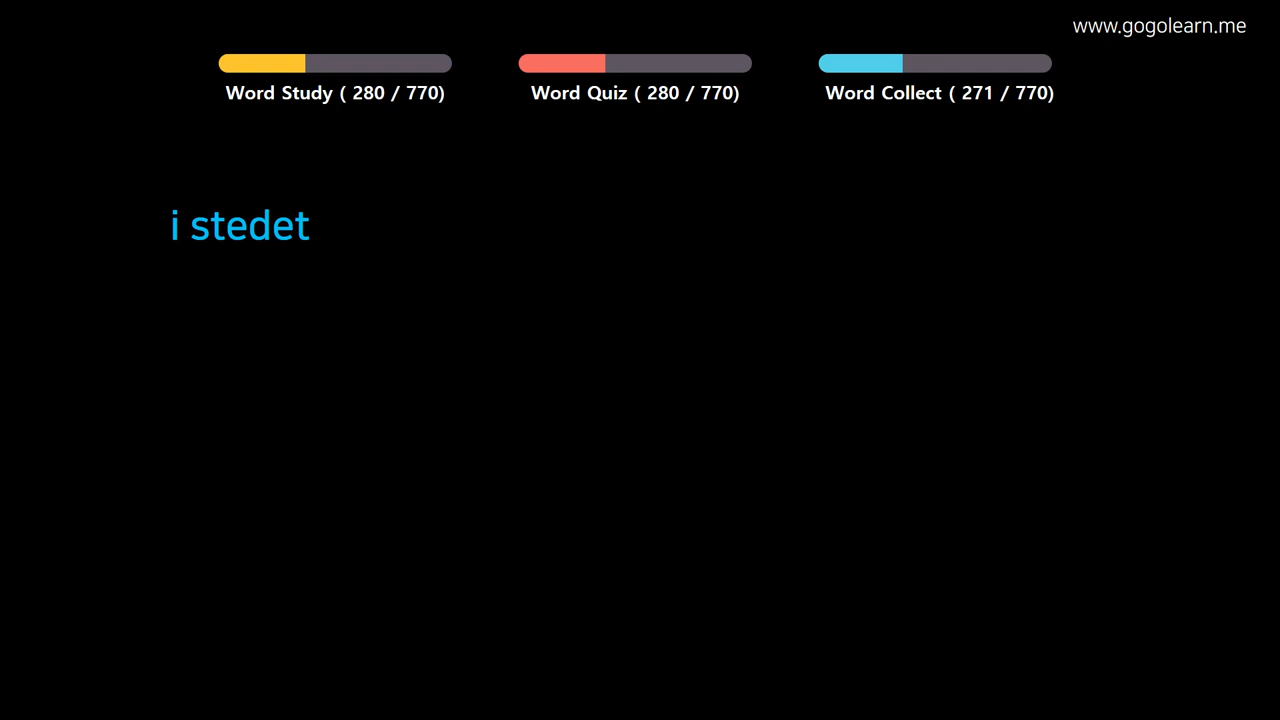 www.gogolearn.me
Word Study ( 280 / 770)
Word Quiz ( 280 / 770)
Word Collect ( 271 / 770)
i stedet